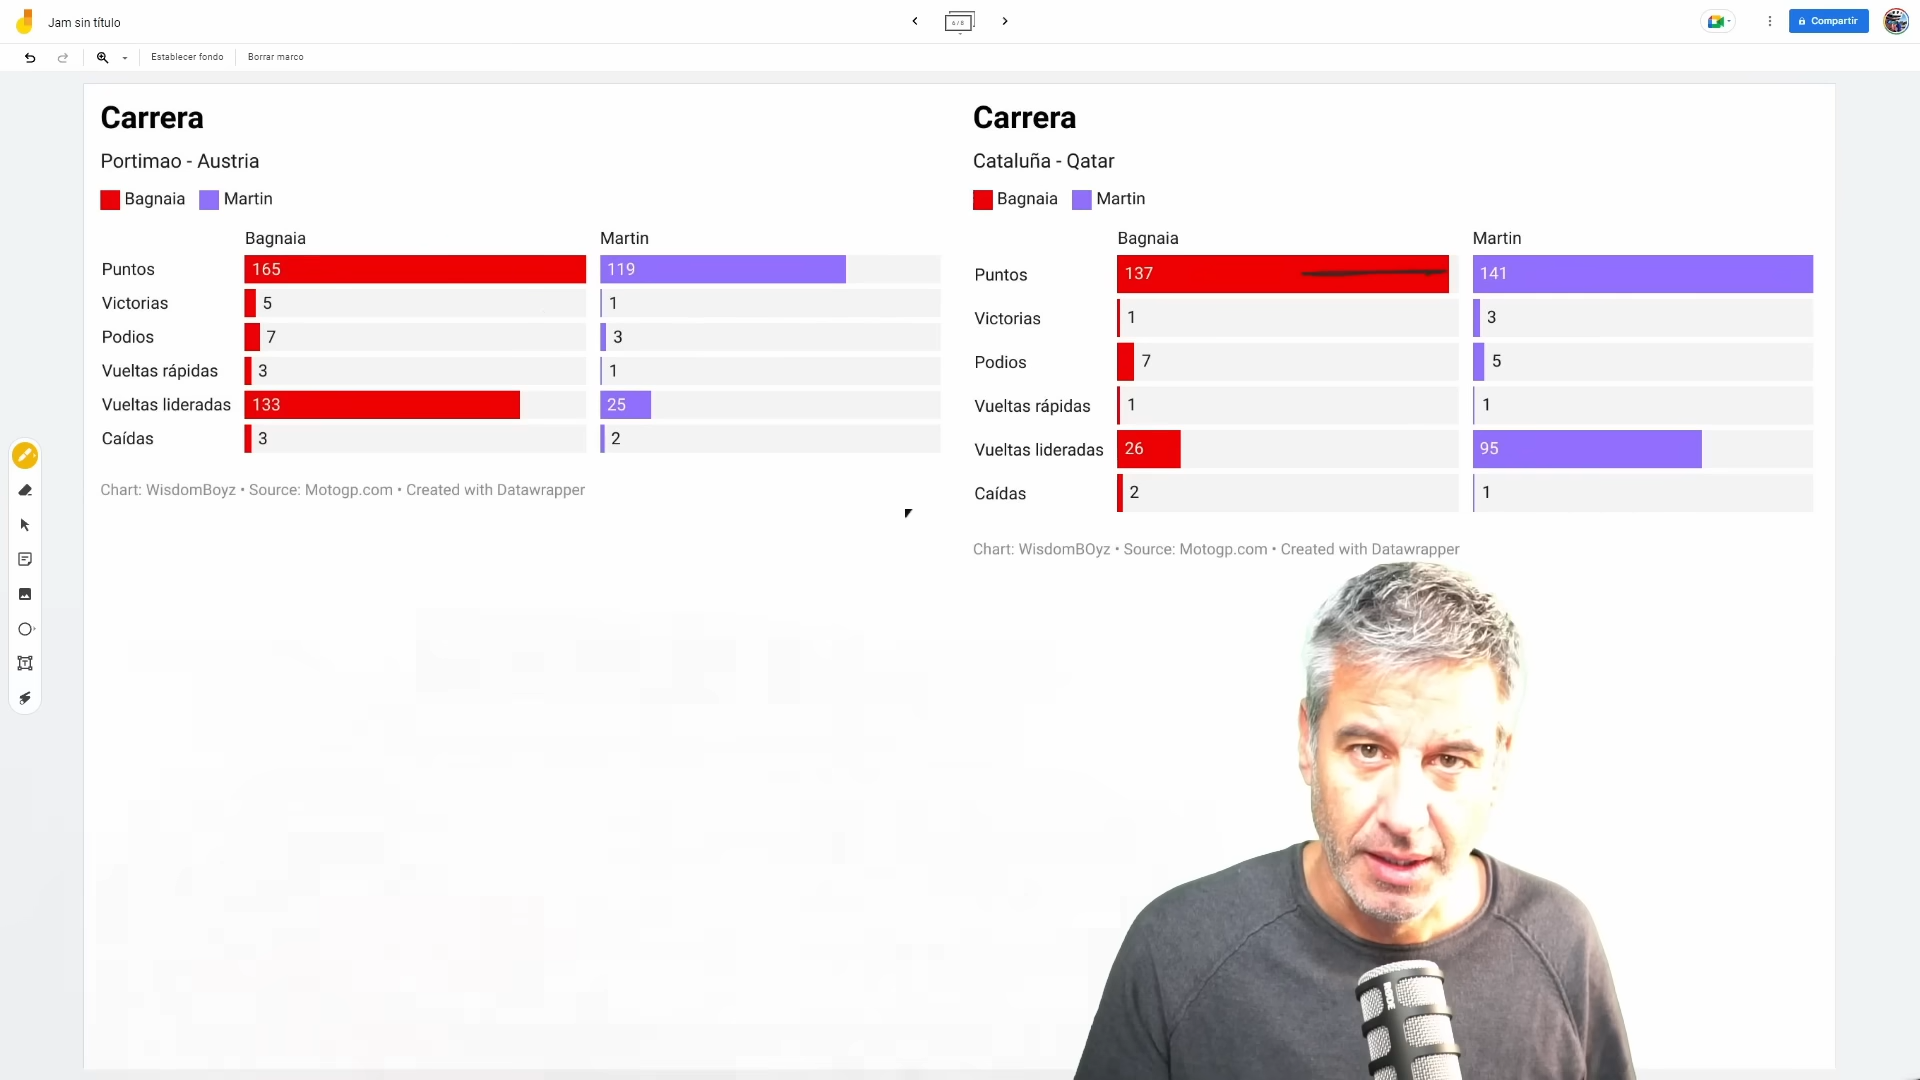 Jam sin título
6 / 8
Compartir
Establecer fondo
Borrar marco
Carrera
Portimao - Austria
Bagnaia Martin
Bagnaia Martin
Puntos 165 119
Victorias 5 1
Podios 7 3
Vueltas rápidas 3 1
Vueltas lideradas 133 25
Caídas 3 2
Chart: WisdomBoyz • Source: Motogp.com • Created with Datawrapper
Carrera
Cataluña - Qatar
Bagnaia Martin
Bagnaia Martin
Puntos 137 141
Victorias 1 3
Podios 7 5
Vueltas rápidas 1 1
Vueltas lideradas 26 95
Caídas 2 1
Chart: WisdomBOyz • Source: Motogp.com • Created with Datawrapper
RØDE